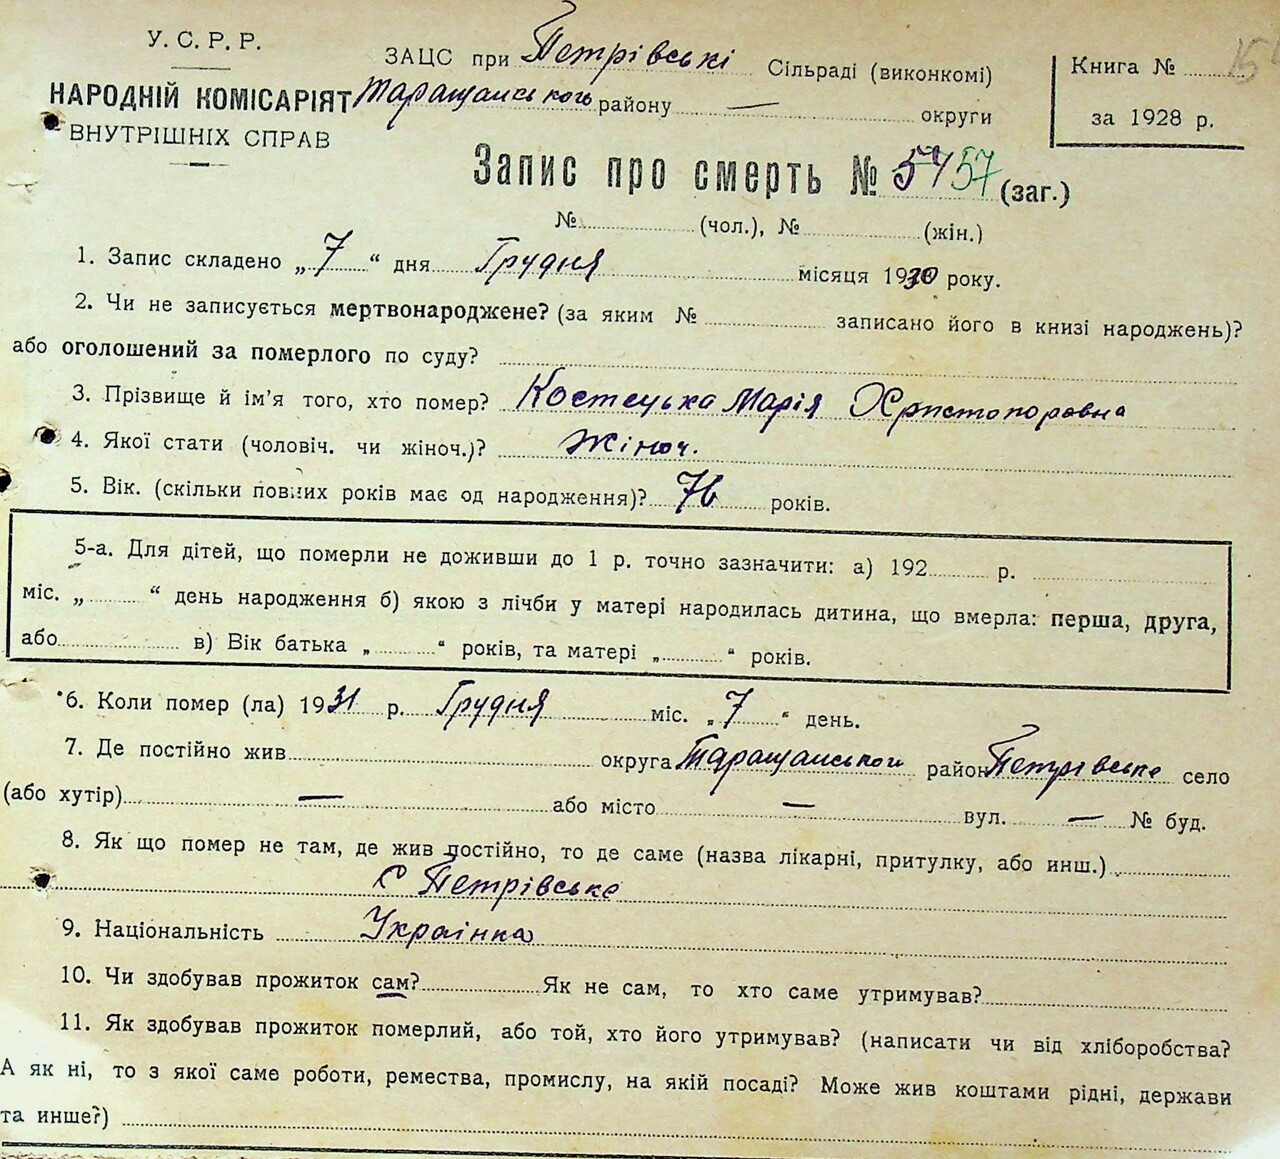 У. С. Р. Р.
НАРОДНІЙ КОМІСАРІЯТ
ВНУТРІШНІХ СПРАВ
ЗАЦС при Петрівські Сільраді (виконкомі)
Таращанського району — округи
Книга № 15
за 1928 р.
Запис про смерть № 57 57 (заг.)
№ (чол.), № (жін.)
1. Запис складено „7“ дня Грудня місяця 1930 року.
2. Чи не записується мертвонароджене? (за яким № записано його в книзі народжень)?
або оголошений за померлого по суду?
3. Прізвище й ім'я того, хто помер? Костецька Марія Христопоровна
4. Якої стати (чоловіч. чи жіноч.)? жіноч.
5. Вік. (скільки повних років має од народження)? 76 років.
5-а. Для дітей, що померли не доживши до 1 р. точно зазначити: а) 192 р.
міс. „ “ день народження б) якою з лічби у матері народилась дитина, що вмерла: перша, друга,
або в) Вік батька „ “ років, та матері „ “ років.
6. Коли помер (ла) 1931 р. Грудня міс. „7“ день.
7. Де постійно жив округа Таращанського район Петрівське село
(або хутір) — або місто — вул. — № буд.
8. Як що помер не там, де жив постійно, то де саме (назва лікарні, притулку, або инш.)
С Петрівське
9. Національність Украінка
10. Чи здобував прожиток сам? Як не сам, то хто саме утримував?
11. Як здобував прожиток померлий, або той, хто його утримував? (написати чи від хліборобства?
А як ні, то з якої саме роботи, ремества, промислу, на якій посаді? Може жив коштами рідні, держави
та инше?)